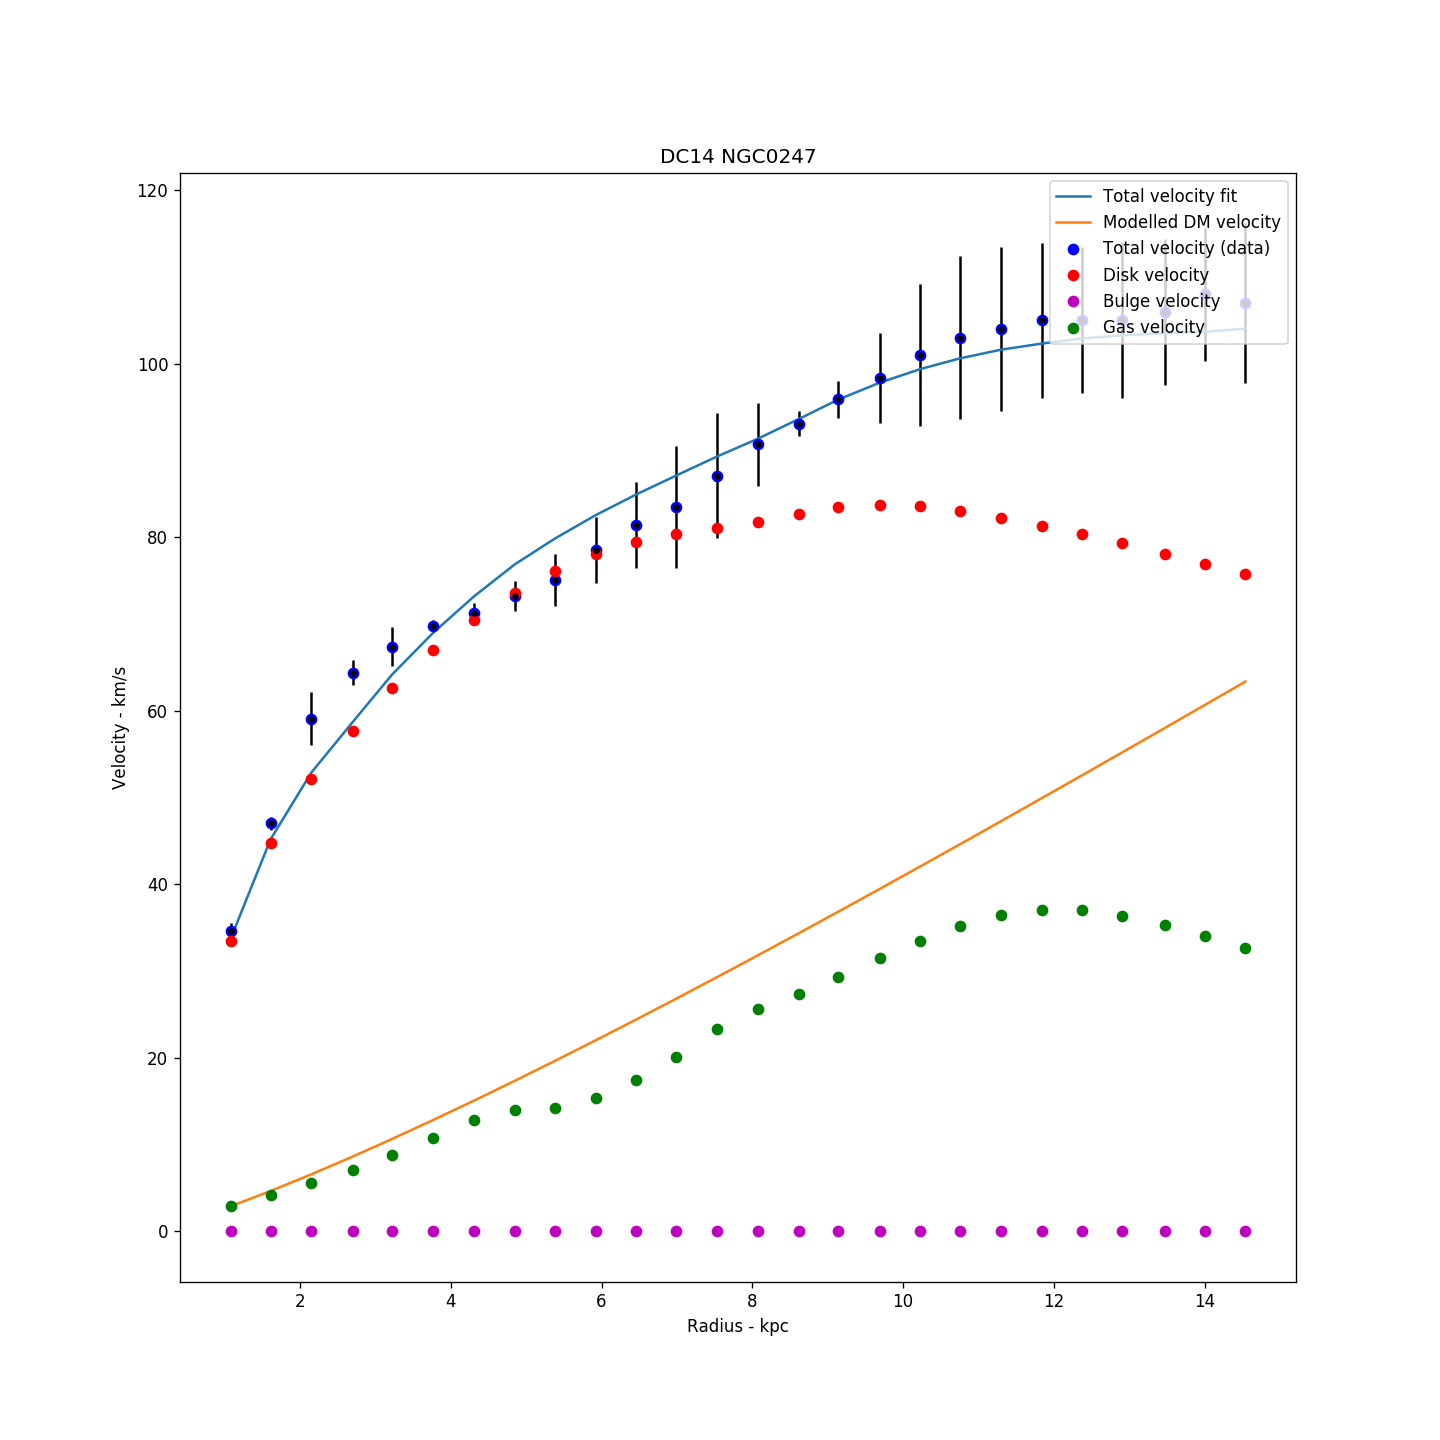 DC14 NGC0247
120
100
80
60
40
20
0
Velocity - km/s
Total velocity fit
Modelled DM velocity
Total velocity (data)
Disk velocity
Bulge velocity
Gas velocity
2 4 6 8 10 12 14
Radius - kpc